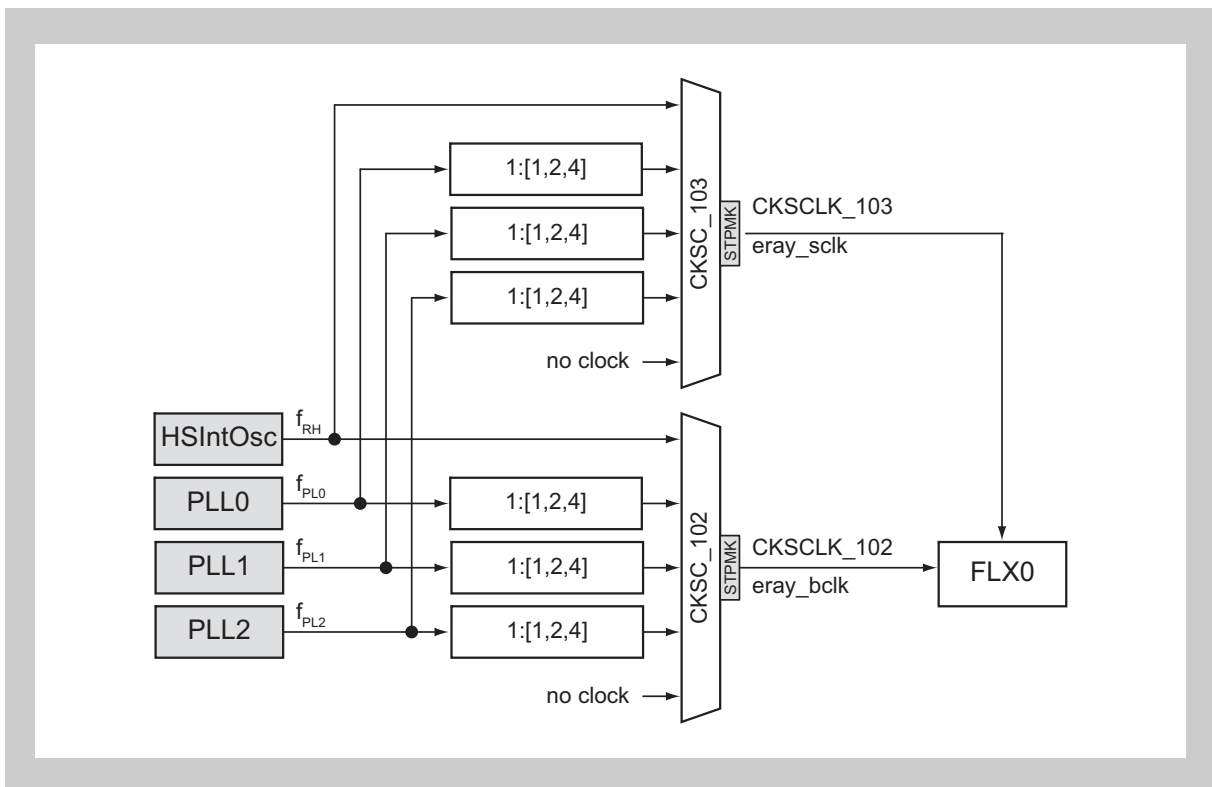 1:[1,2,4]
1:[1,2,4]
1:[1,2,4]
no clock
CKSC_103
STPMK
CKSCLK_103
eray_sclk
HSIntOsc
fRH
PLL0
fPL0
PLL1
fPL1
PLL2
fPL2
1:[1,2,4]
1:[1,2,4]
1:[1,2,4]
no clock
CKSC_102
STPMK
CKSCLK_102
eray_bclk
FLX0